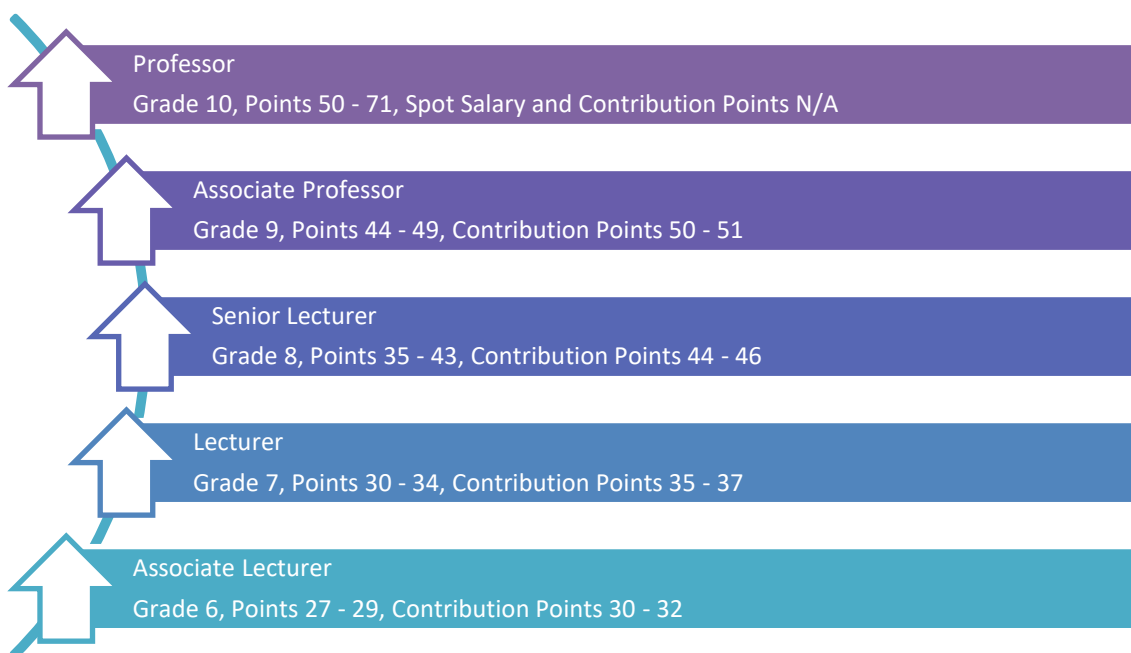 Professor
Grade 10, Points 50 - 71, Spot Salary and Contribution Points N/A
Associate Professor
Grade 9, Points 44 - 49, Contribution Points 50 - 51
Senior Lecturer
Grade 8, Points 35 - 43, Contribution Points 44 - 46
Lecturer
Grade 7, Points 30 - 34, Contribution Points 35 - 37
Associate Lecturer
Grade 6, Points 27 - 29, Contribution Points 30 - 32